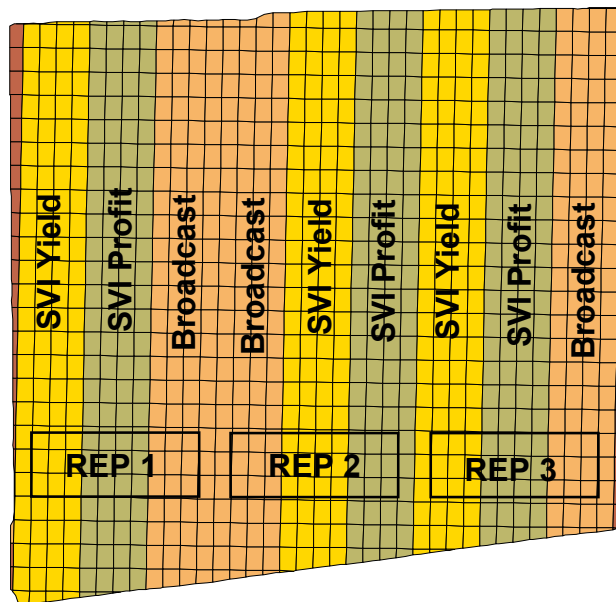 SVI Yield
SVI Profit
Broadcast
Broadcast
SVI Yield
SVI Profit
SVI Yield
SVI Profit
Broadcast
REP 1
REP 2
REP 3